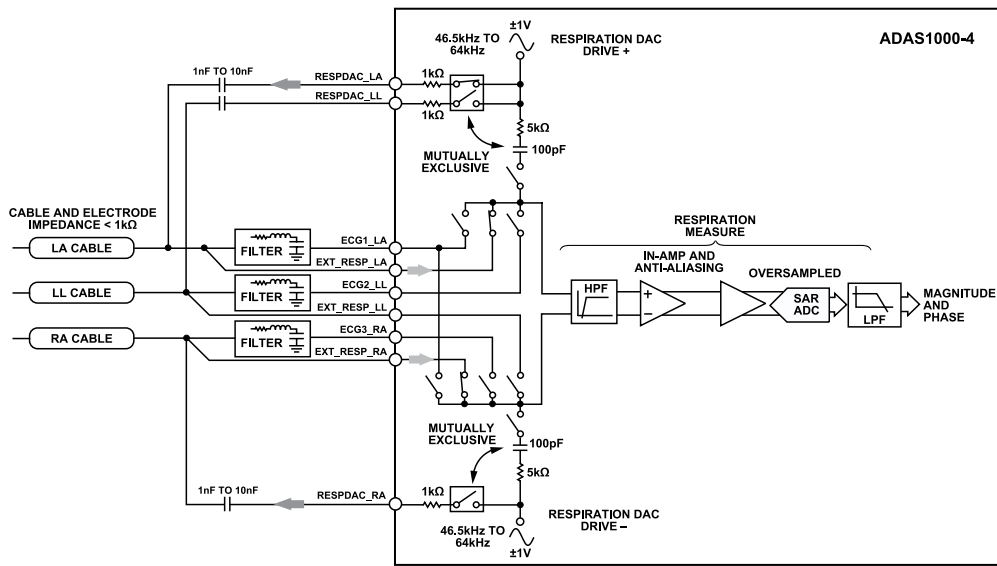 ADAS1000-4
±1V
46.5kHz TO
64kHz
RESPIRATION DAC
DRIVE +
1nF TO 10nF
RESPDAC_LA
1kΩ
RESPDAC_LL
1kΩ
5kΩ
100pF
MUTUALLY
EXCLUSIVE
CABLE AND ELECTRODE
IMPEDANCE < 1kΩ
LA CABLE
FILTER
ECG1_LA
EXT_RESP_LA
LL CABLE
FILTER
ECG2_LL
EXT_RESP_LL
RA CABLE
FILTER
ECG3_RA
EXT_RESP_RA
RESPIRATION
MEASURE
IN-AMP AND
ANTI-ALIASING
OVERSAMPLED
HPF
+
−
SAR
ADC
LPF
MAGNITUDE
AND
PHASE
MUTUALLY
EXCLUSIVE
100pF
5kΩ
1nF TO 10nF
RESPDAC_RA
1kΩ
46.5kHz TO
64kHz
±1V
RESPIRATION DAC
DRIVE –